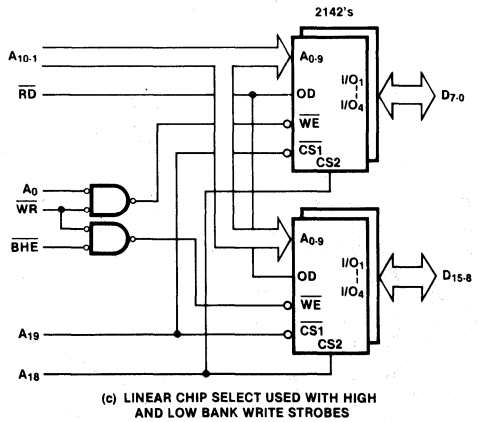 2142's
A10-1
A0-9
RD
OD
I/O1
I/O4
D7-0
WE
CS1
CS2
A0
WR
BHE
A0-9
I/O1
I/O4
D15-8
OD
WE
A19
CS1
CS2
A18
(c) LINEAR CHIP SELECT USED WITH HIGH
AND LOW BANK WRITE STROBES